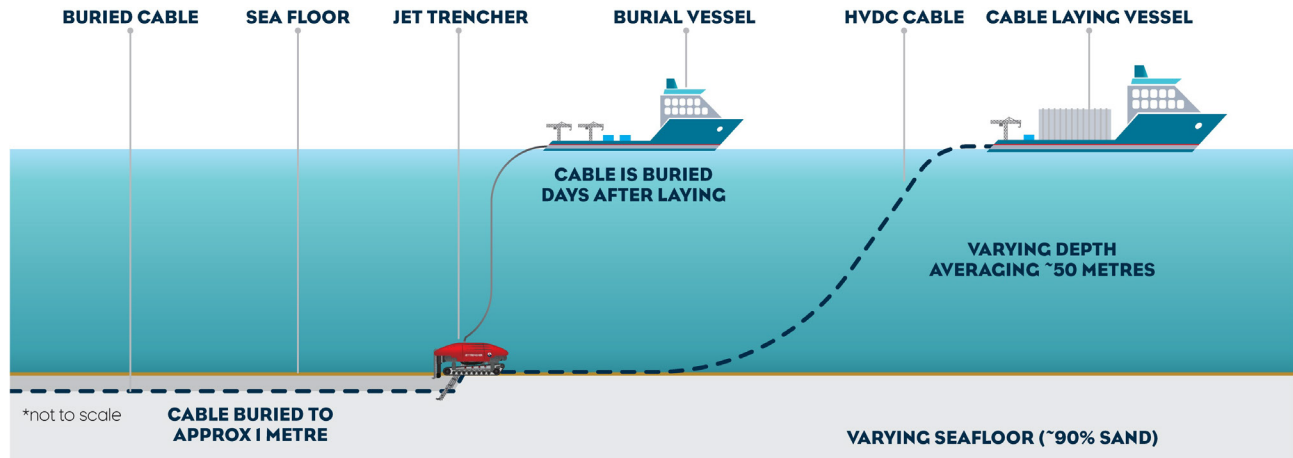 BURIED CABLE
SEA FLOOR
JET TRENCHER
BURIAL VESSEL
HVDC CABLE
CABLE LAYING VESSEL
CABLE IS BURIED
DAYS AFTER LAYING
VARYING DEPTH
AVERAGING ~50 METRES
*not to scale
CABLE BURIED TO
APPROX 1 METRE
VARYING SEAFLOOR (~90% SAND)